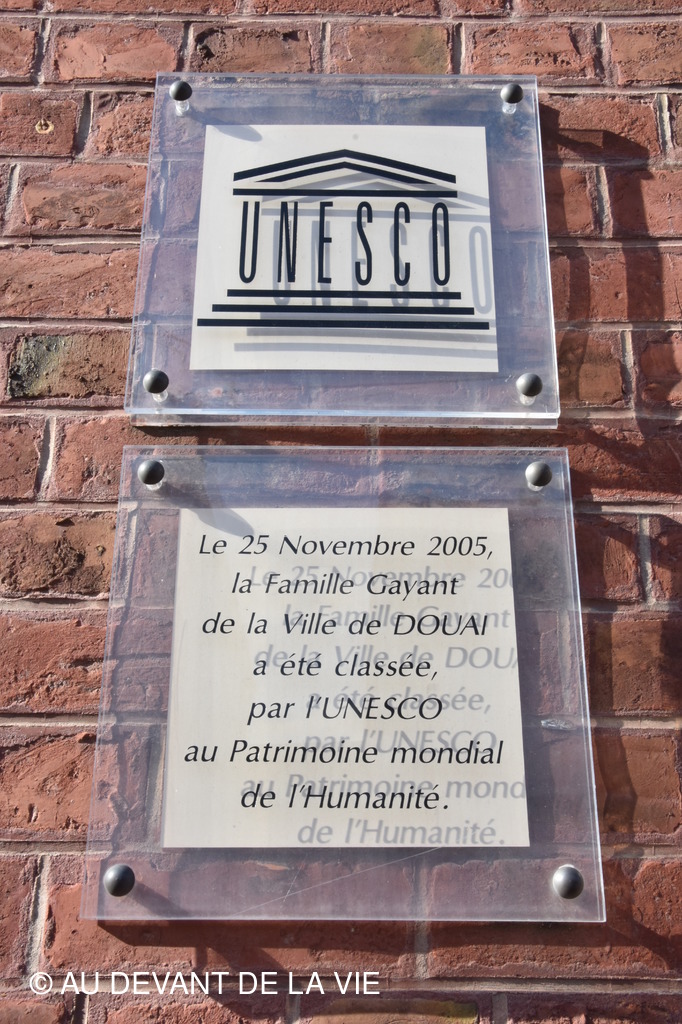 UNESCO
Le 25 Novembre 2005,
la Famille Gayant
de la Ville de DOUAI
a été classée,
par l'UNESCO
au Patrimoine mondial
de l'Humanité.
© AU DEVANT DE LA VIE